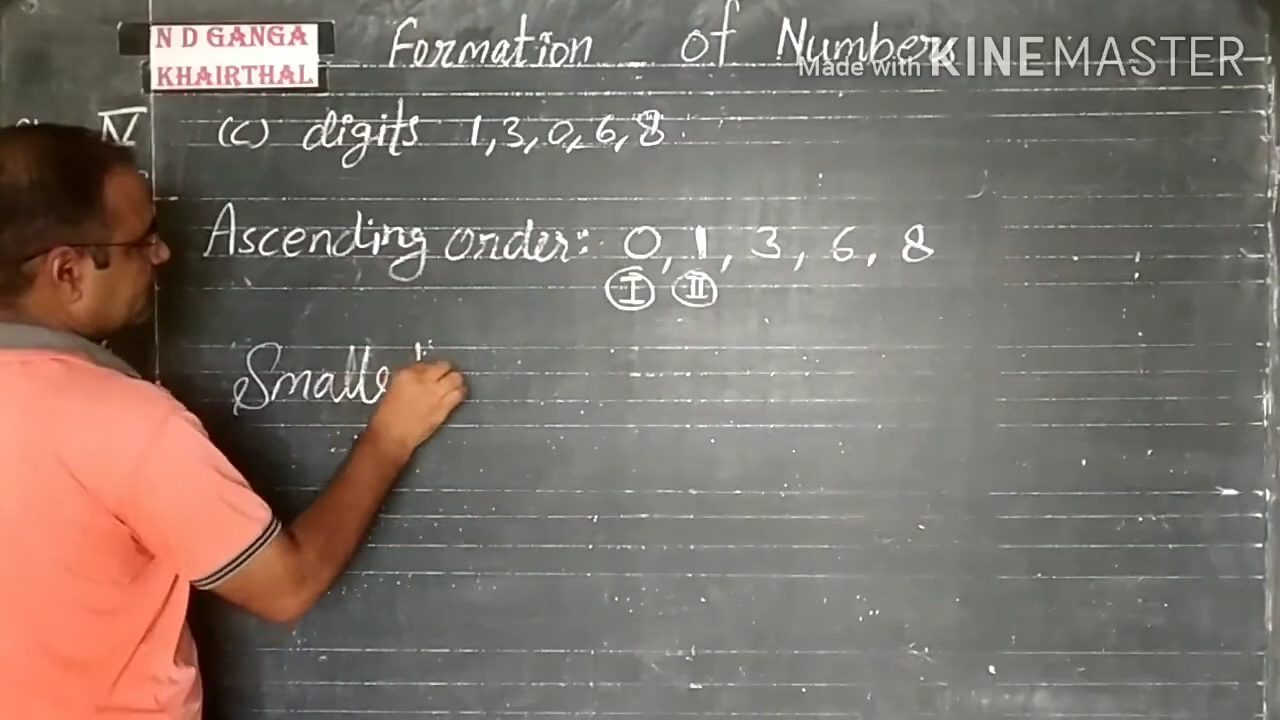 N D GANGA
KHAIRTHAL
Formation of Numbers
Made with KINEMASTER
IV
(C) digits 1,3,0,6,8
Ascending order: 0, 1, 3, 6, 8
I II
Smalle